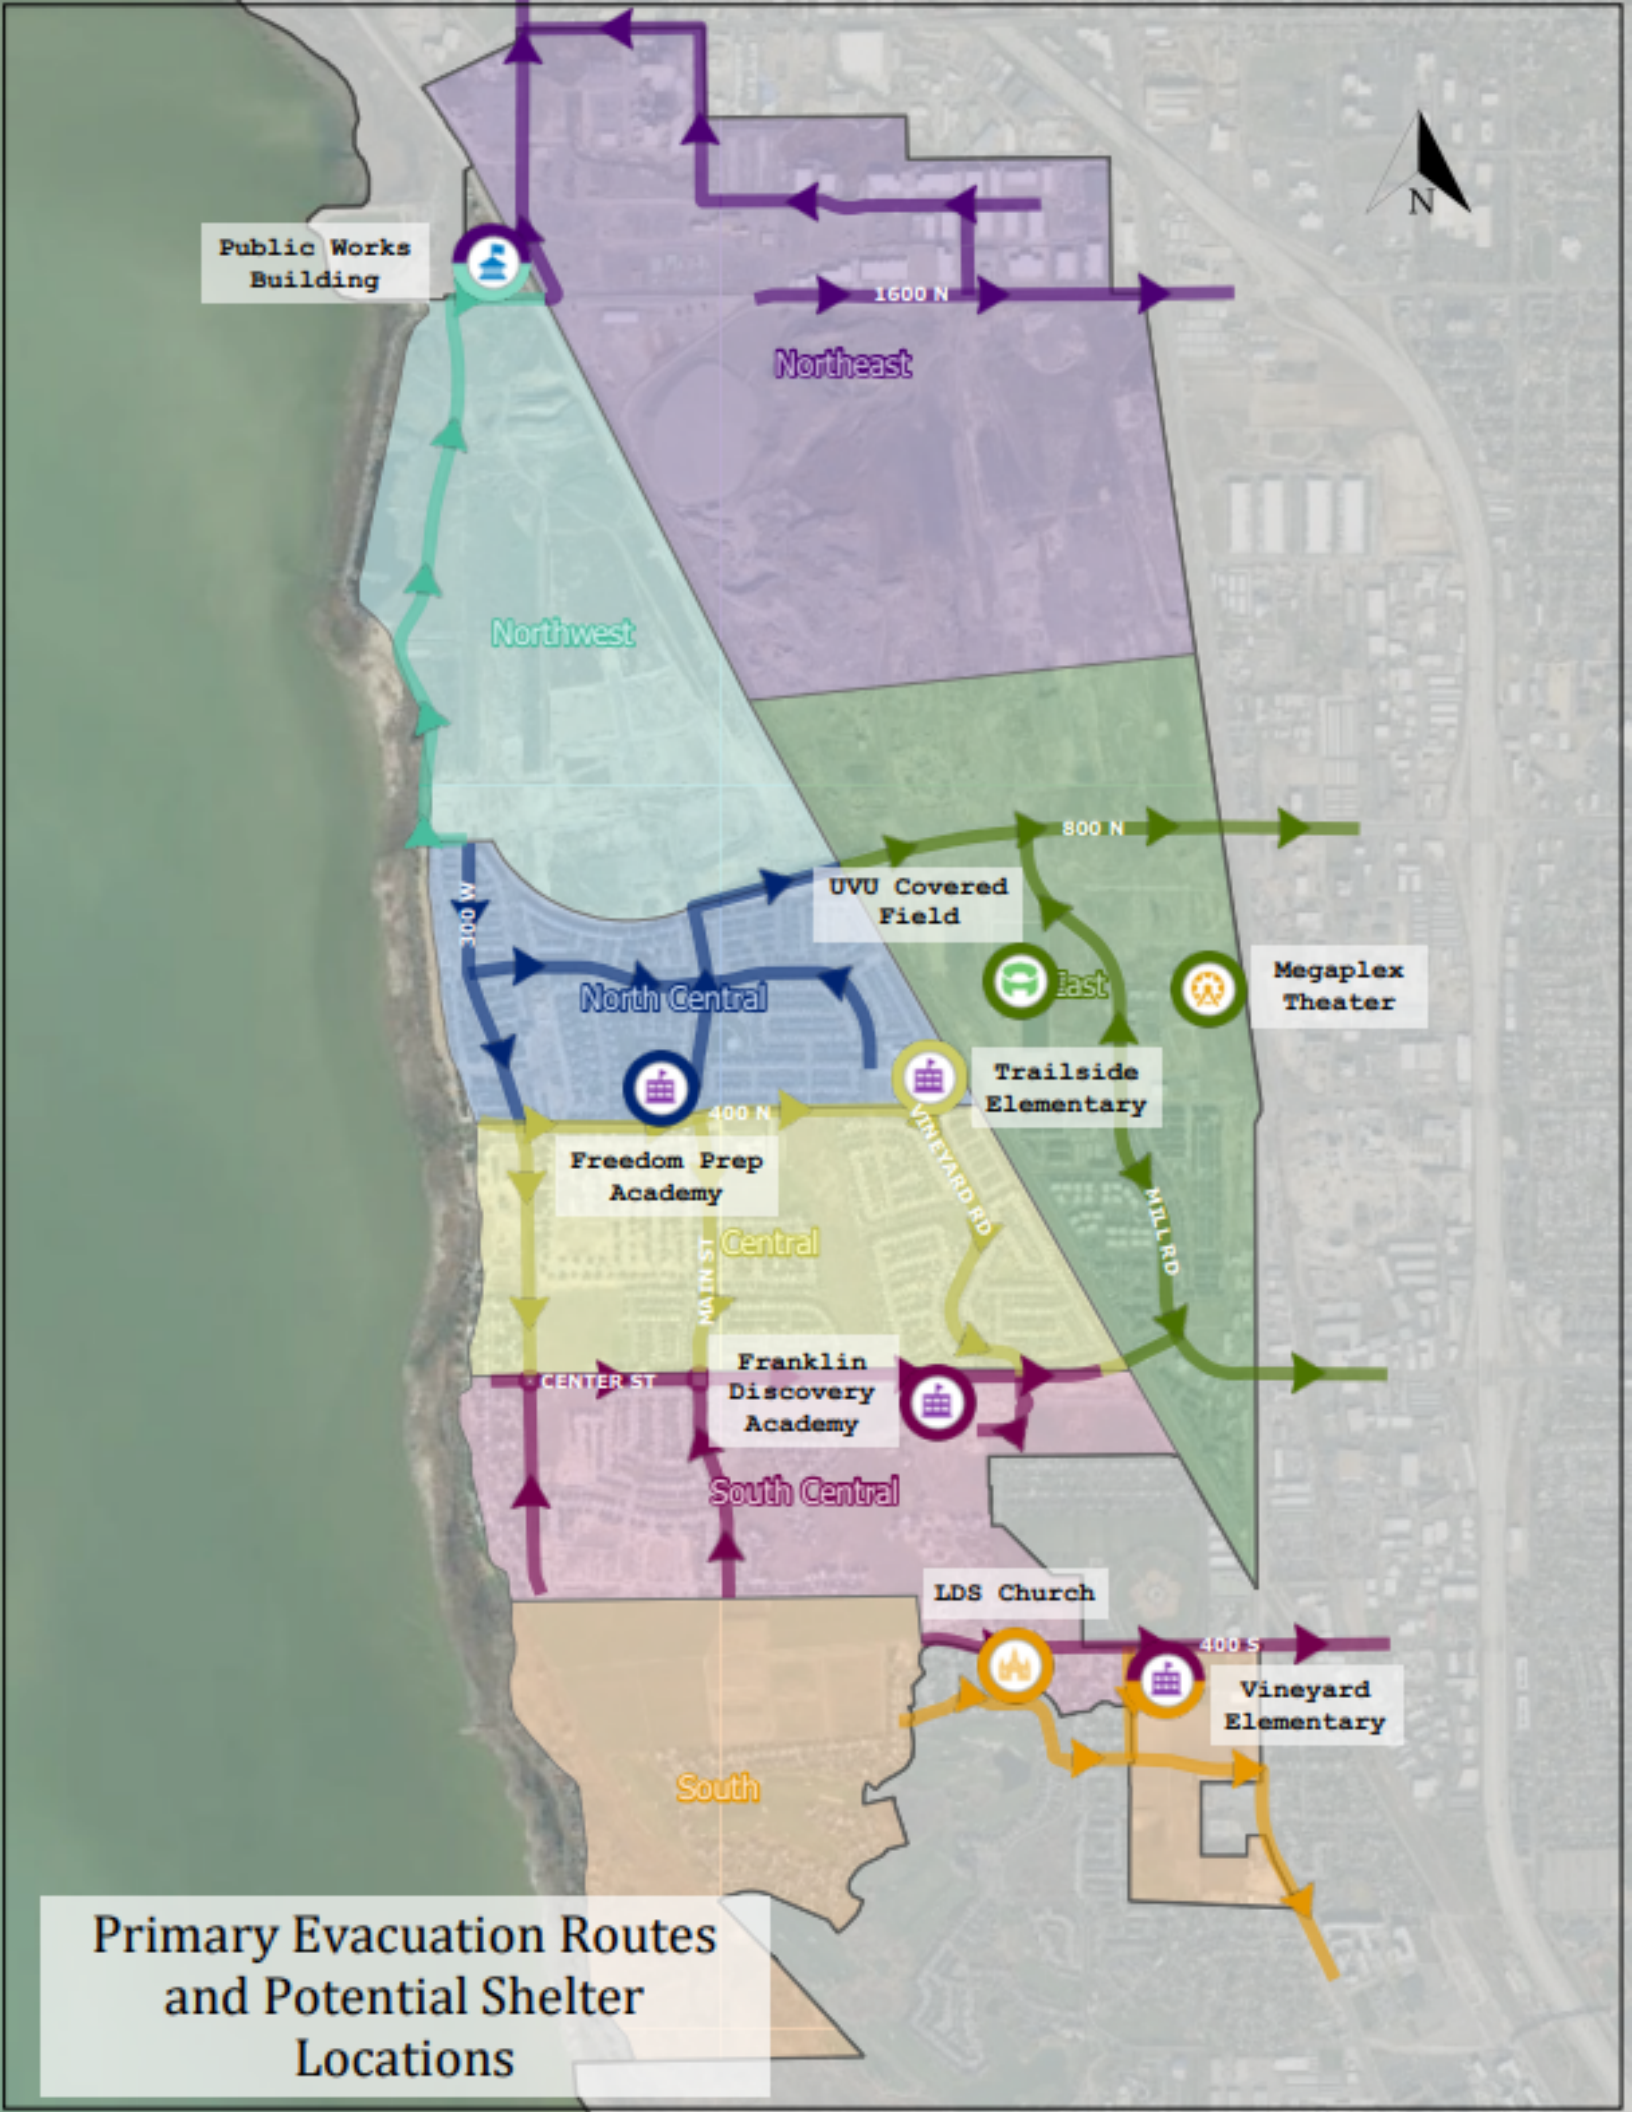 N
Public Works
Building
1600 N
Northeast
Northwest
800 N
UVU Covered
Field
300 W
East
Megaplex
Theater
North Central
Trailside
Elementary
400 N
VINEYARD RD
Freedom Prep
Academy
MILL RD
Central
MAIN ST
Franklin
Discovery
Academy
CENTER ST
South Central
LDS Church
400 S
Vineyard
Elementary
South
Primary Evacuation Routes
and Potential Shelter
Locations